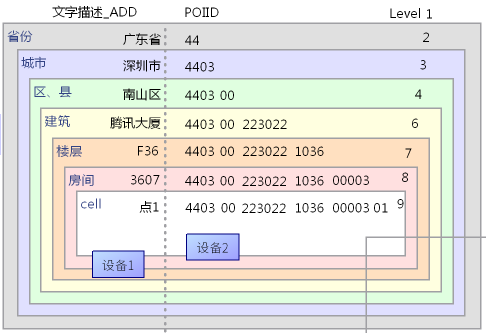 文字描述_ADD POIID Level 1
省份 广东省 44 2
城市 深圳市 4403 3
区、县 南山区 4403 00 4
建筑 腾讯大厦 4403 00 223022 6
楼层 F36 4403 00 223022 1036 7
房间 3607 4403 00 223022 1036 00003 8
cell 点1 4403 00 223022 1036 00003 01 9
设备2
设备1